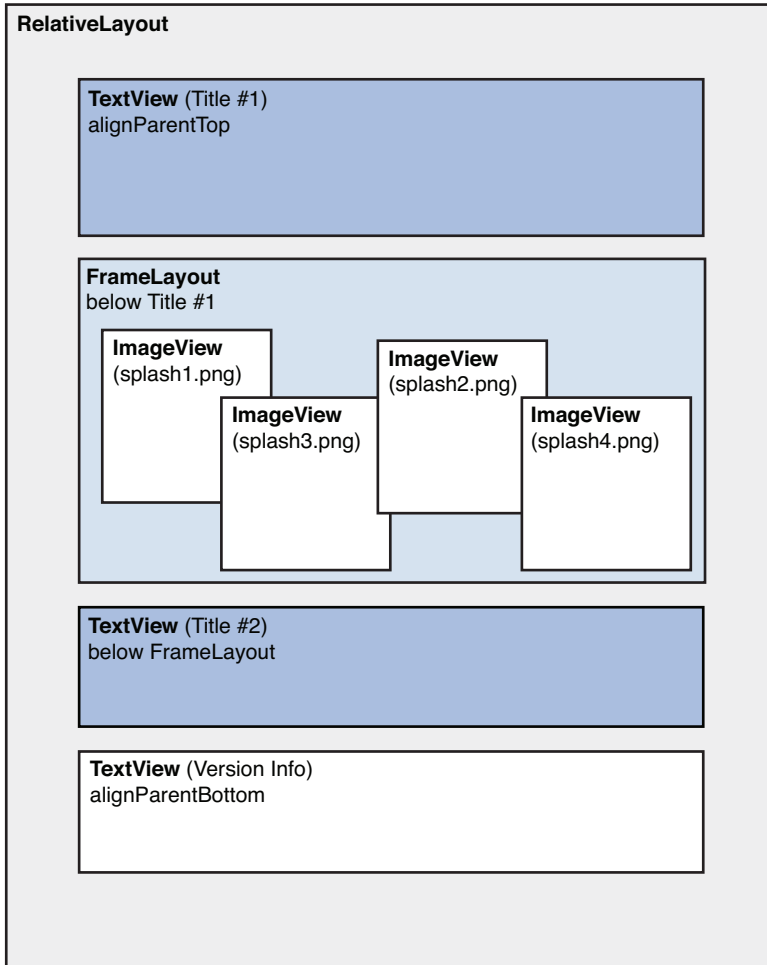 RelativeLayout
TextView (Title #1)
alignParentTop
FrameLayout
below Title #1
ImageView
(splash1.png)
ImageView
(splash3.png)
ImageView
(splash2.png)
ImageView
(splash4.png)
TextView (Title #2)
below FrameLayout
TextView (Version Info)
alignParentBottom